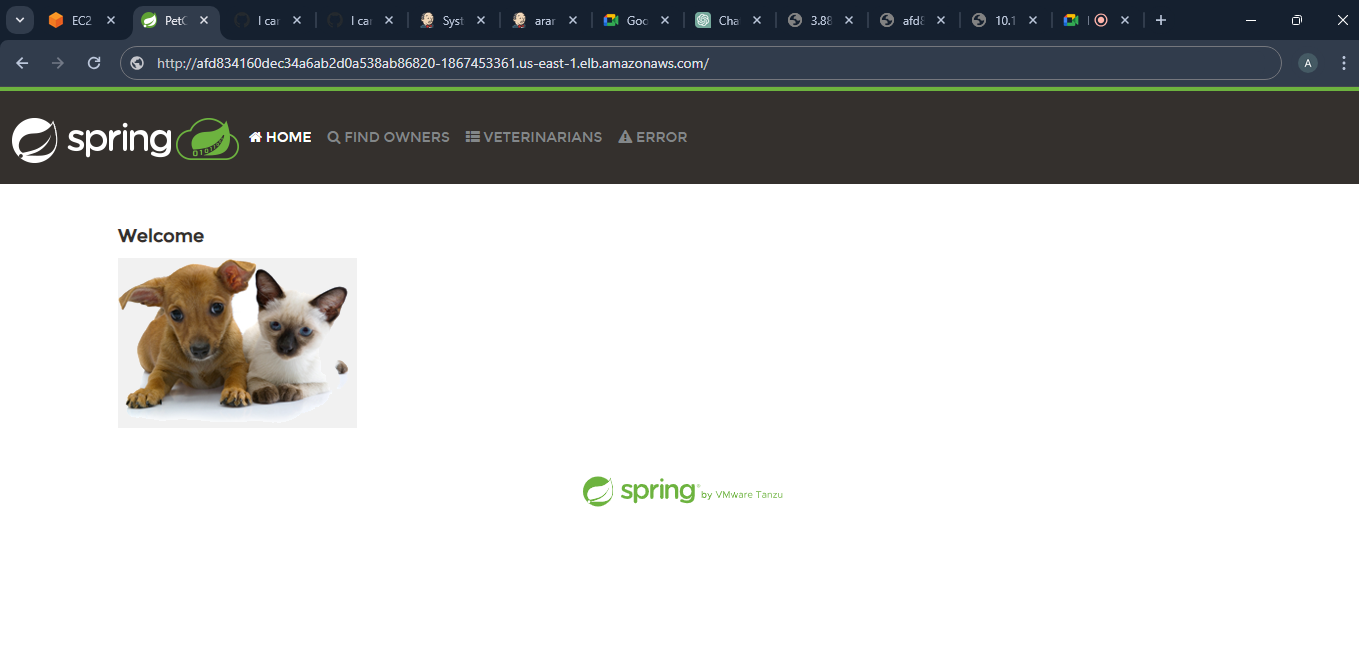 EC2
PetC
I car
I car
Syst
arar
Goo
Cha
3.88
afd8
10.1
http://afd834160dec34a6ab2d0a538ab86820-1867453361.us-east-1.elb.amazonaws.com/
A
spring
HOME
FIND OWNERS
VETERINARIANS
ERROR
Welcome
spring by VMware Tanzu